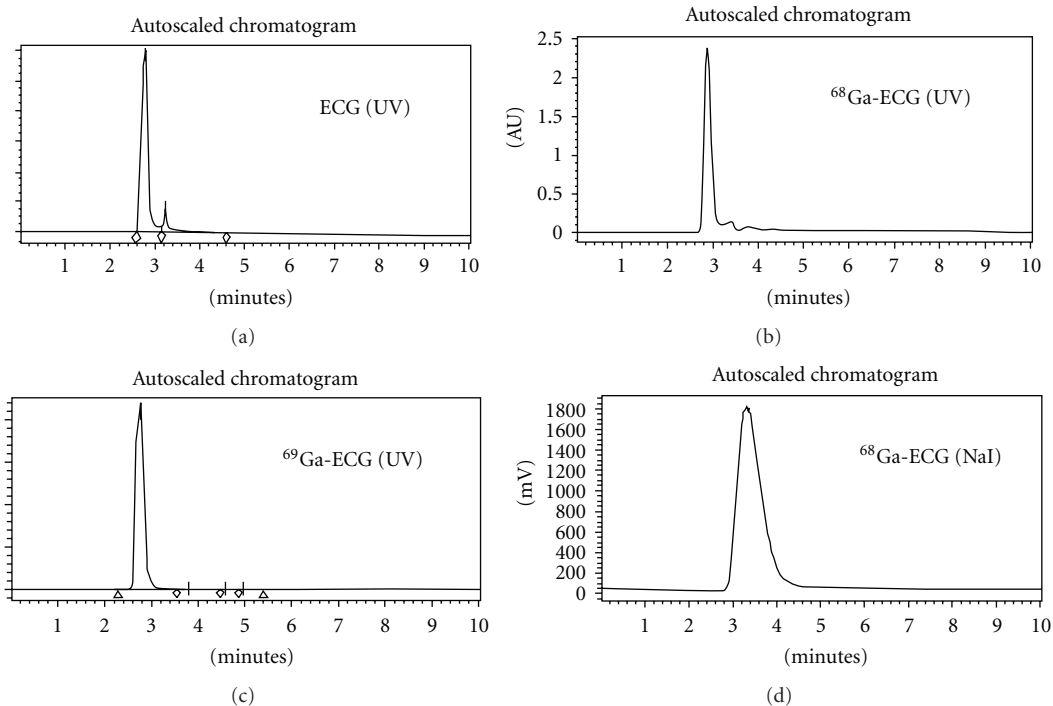 Autoscaled chromatogram
ECG (UV)
1 2 3 4 5 6 7 8 9 10
(minutes)
(a)
Autoscaled chromatogram
2.5
2
1.5
1
0.5
0
(AU)
⁶⁸Ga-ECG (UV)
1 2 3 4 5 6 7 8 9 10
(minutes)
(b)
Autoscaled chromatogram
⁶⁹Ga-ECG (UV)
1 2 3 4 5 6 7 8 9 10
(minutes)
(c)
Autoscaled chromatogram
1800
1600
1400
1200
1000
800
600
400
200
0
(mV)
⁶⁸Ga-ECG (NaI)
1 2 3 4 5 6 7 8 9 10
(minutes)
(d)